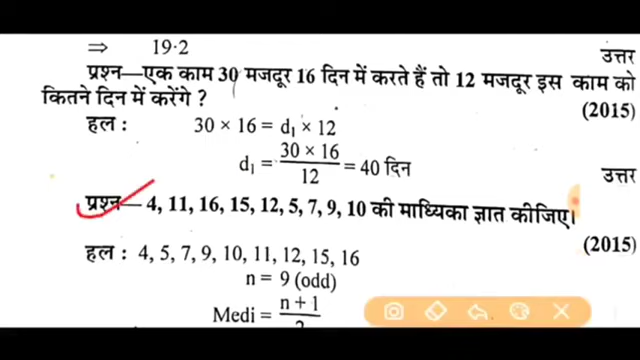 ⇒ 19·2
उत्तर
प्रश्न—एक काम 30 मजदूर 16 दिन में करते हैं तो 12 मजदूर इस काम को
कितने दिन में करेंगे ?
(2015)
हल : 30 × 16 = d₁ × 12
d₁ = 30 × 16 / 12 = 40 दिन
उत्तर
प्रश्न— 4, 11, 16, 15, 12, 5, 7, 9, 10 की माध्यिका ज्ञात कीजिए।
(2015)
हल : 4, 5, 7, 9, 10, 11, 12, 15, 16
n = 9 (odd)
Medi = n + 1 / 2